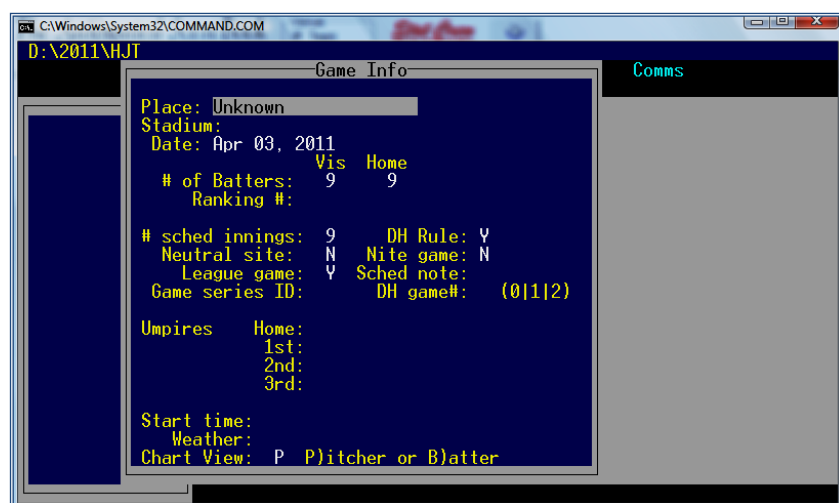 C:\Windows\System32\COMMAND.COM
D:\2011\HJT
Game Info
Comms
Place: Unknown
Stadium:
Date: Apr 03, 2011
Vis Home
# of Batters: 9 9
Ranking #:
# sched innings: 9 DH Rule: Y
Neutral site: N Nite game: N
League game: Y Sched note:
Game series ID: DH game#: (0|1|2)
Umpires Home:
1st:
2nd:
3rd:
Start time:
Weather:
Chart View: P P)itcher or B)atter